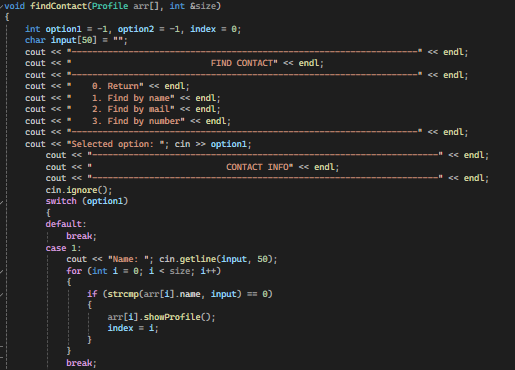 void findContact(Profile arr[], int &size)
{
int option1 = -1, option2 = -1, index = 0;
char input[50] = "";
cout << "------------------------------------------------------------------" << endl;
cout << "                          FIND CONTACT" << endl;
cout << "------------------------------------------------------------------" << endl;
cout << "    0. Return" << endl;
cout << "    1. Find by name" << endl;
cout << "    2. Find by mail" << endl;
cout << "    3. Find by number" << endl;
cout << "------------------------------------------------------------------" << endl;
cout << "Selected option: "; cin >> option1;
cout << "------------------------------------------------------------------" << endl;
cout << "                         CONTACT INFO" << endl;
cout << "------------------------------------------------------------------" << endl;
cin.ignore();
switch (option1)
{
default:
break;
case 1:
cout << "Name: "; cin.getline(input, 50);
for (int i = 0; i < size; i++)
{
if (strcmp(arr[i].name, input) == 0)
{
arr[i].showProfile();
index = i;
}
}
break;